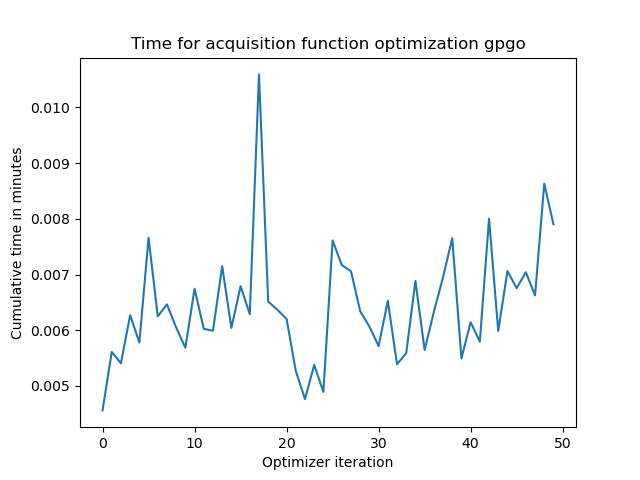 Time for acquisition function optimization gpgo
Cumulative time in minutes
0.010
0.009
0.008
0.007
0.006
0.005
0 10 20 30 40 50
Optimizer iteration